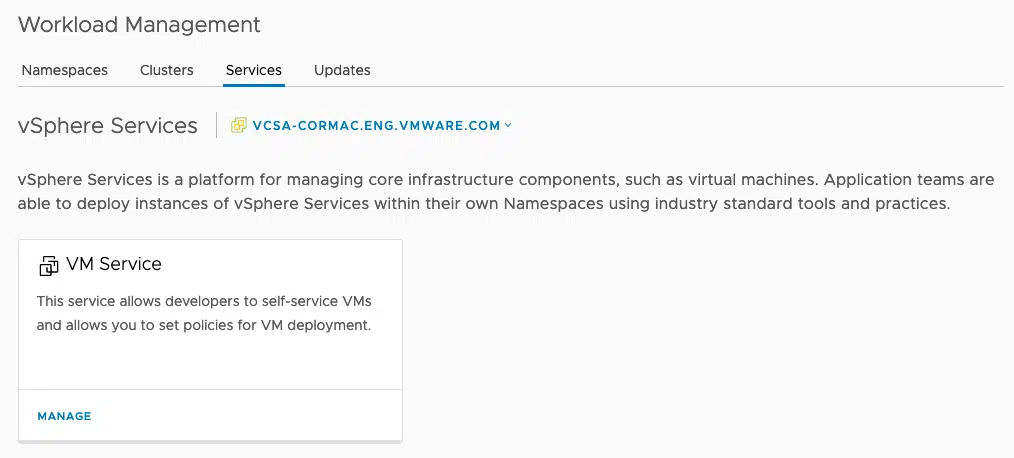 Workload Management
Namespaces Clusters Services Updates
vSphere Services VCSA-CORMAC.ENG.VMWARE.COM
vSphere Services is a platform for managing core infrastructure components, such as virtual machines. Application teams are
able to deploy instances of vSphere Services within their own Namespaces using industry standard tools and practices.
VM Service
This service allows developers to self-service VMs
and allows you to set policies for VM deployment.
MANAGE